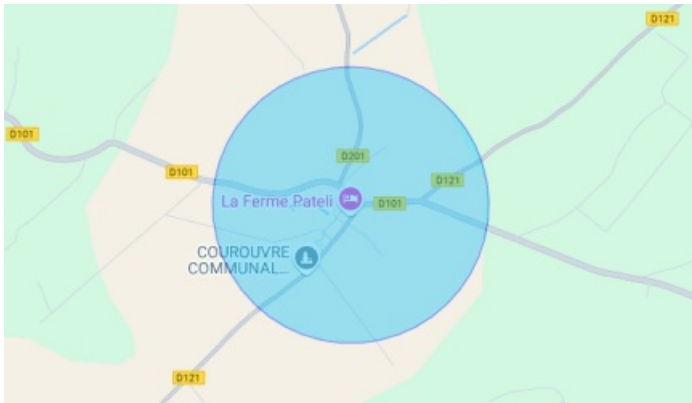 D121
D101
D201
D101
D121
La Ferme Pateli
D101
COUROUVRE
COMMUNAL...
D121